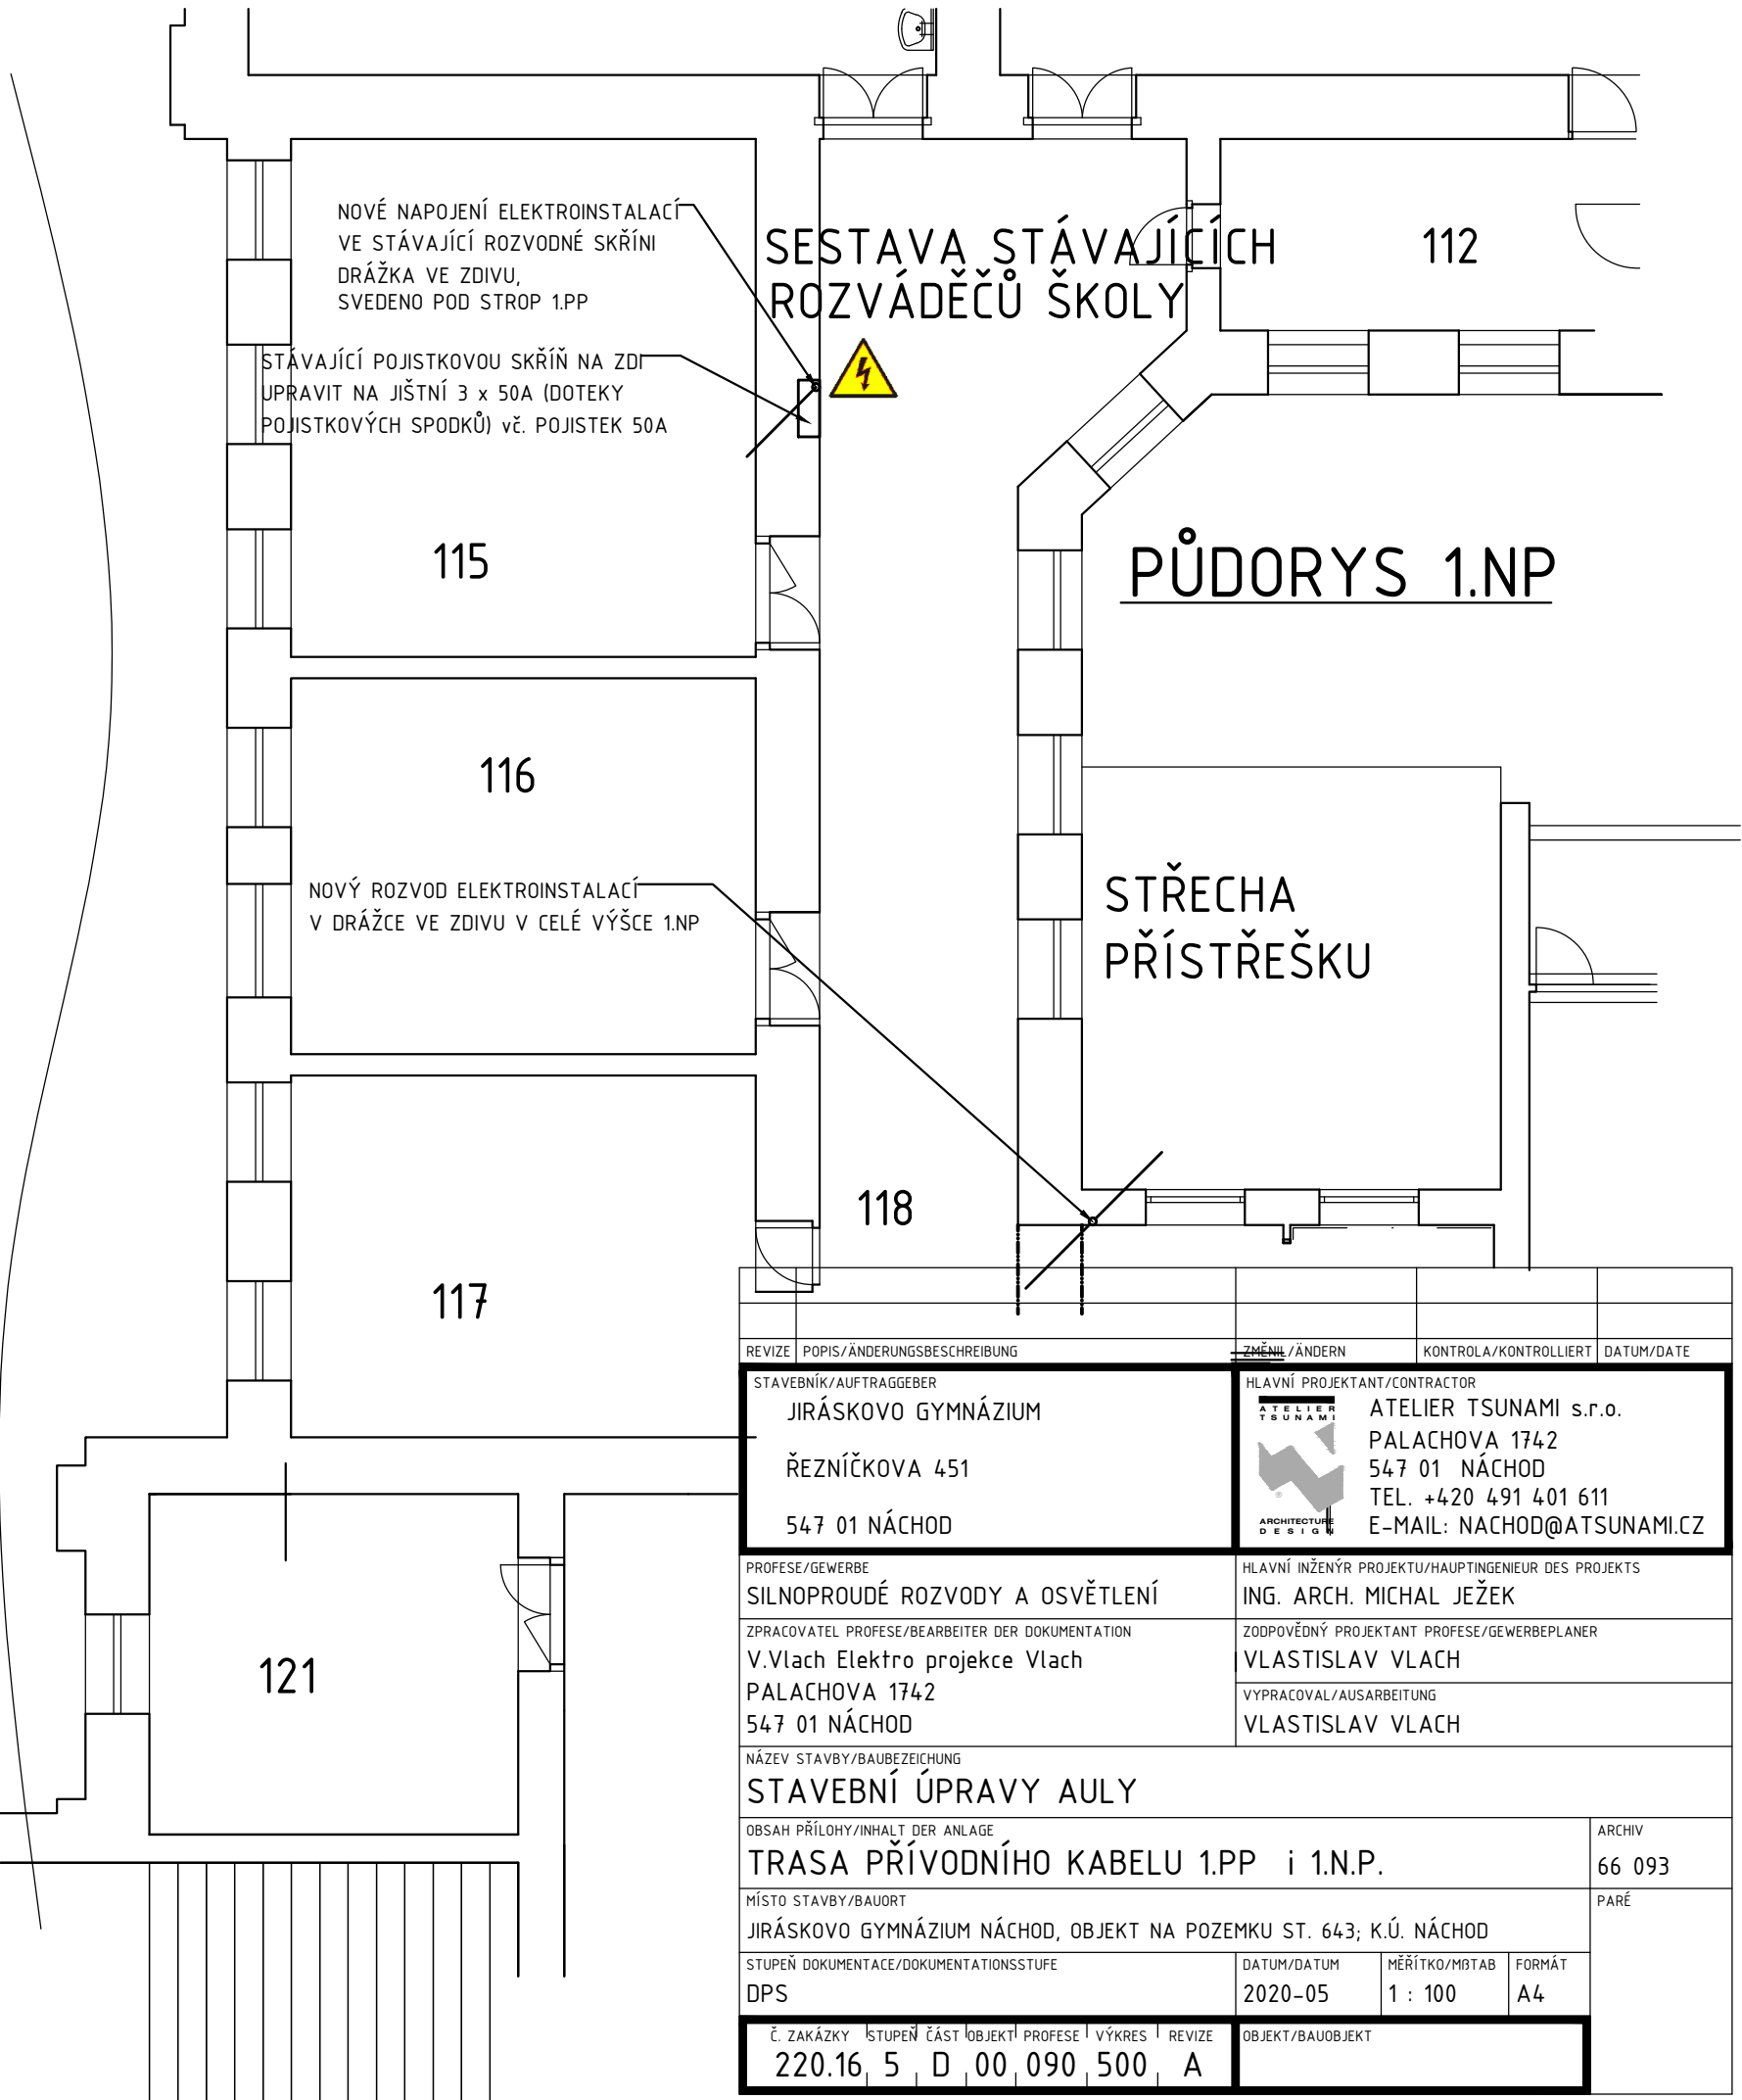 NOVÉ NAPOJENÍ ELEKTROINSTALACÍ
VE STÁVAJÍCÍ ROZVODNÉ SKŘÍNI
DRÁŽKA VE ZDIVU,
SVEDENO POD STROP 1.PP
SESTAVA STÁVAJÍCÍCH
ROZVÁDĚČŮ ŠKOLY
112
STÁVAJÍCÍ POJISTKOVOU SKŘÍŇ NA ZDI
UPRAVIT NA JIŠTNÍ 3 x 50A (DOTEKY
POJISTKOVÝCH SPODKŮ) vč. POJISTEK 50A
115
PŮDORYS 1.NP
116
NOVÝ ROZVOD ELEKTROINSTALACÍ
V DRÁŽCE VE ZDIVU V CELÉ VÝŠCE 1.NP
STŘECHA
PŘÍSTŘEŠKU
118
117
121
REVIZE POPIS/ÄNDERUNGSBESCHREIBUNG ZMĚNIL/ÄNDERN KONTROLA/KONTROLLIERT DATUM/DATE
STAVEBNÍK/AUFTRAGGEBER
JIRÁSKOVO GYMNÁZIUM
ŘEZNÍČKOVA 451
547 01 NÁCHOD
HLAVNÍ PROJEKTANT/CONTRACTOR
ATELIER
TSUNAMI
®
ARCHITECTURE
DESIGN
ATELIER TSUNAMI s.r.o.
PALACHOVA 1742
547 01 NÁCHOD
TEL. +420 491 401 611
E-MAIL: NACHOD@ATSUNAMI.CZ
PROFESE/GEWERBE
SILNOPROUDÉ ROZVODY A OSVĚTLENÍ
HLAVNÍ INŽENÝR PROJEKTU/HAUPTINGENIEUR DES PROJEKTS
ING. ARCH. MICHAL JEŽEK
ZPRACOVATEL PROFESE/BEARBEITER DER DOKUMENTATION
V.Vlach Elektro projekce Vlach
PALACHOVA 1742
547 01 NÁCHOD
ZODPOVĚDNÝ PROJEKTANT PROFESE/GEWERBEPLANER
VLASTISLAV VLACH
VYPRACOVAL/AUSARBEITUNG
VLASTISLAV VLACH
NÁZEV STAVBY/BAUBEZEICHUNG
STAVEBNÍ ÚPRAVY AULY
OBSAH PŘÍLOHY/INHALT DER ANLAGE
TRASA PŘÍVODNÍHO KABELU 1.PP i 1.N.P.
ARCHIV
66 093
MÍSTO STAVBY/BAUORT
JIRÁSKOVO GYMNÁZIUM NÁCHOD, OBJEKT NA POZEMKU ST. 643; K.Ú. NÁCHOD
PARÉ
STUPEŇ DOKUMENTACE/DOKUMENTATIONSSTUFE
DPS
DATUM/DATUM
2020-05
MĚŘÍTKO/MßTAB
1 : 100
FORMÁT
A4
Č. ZAKÁZKY STUPEŇ ČÁST OBJEKT PROFESE VÝKRES REVIZE
220.16 5 D 00 090 500 A
OBJEKT/BAUOBJEKT